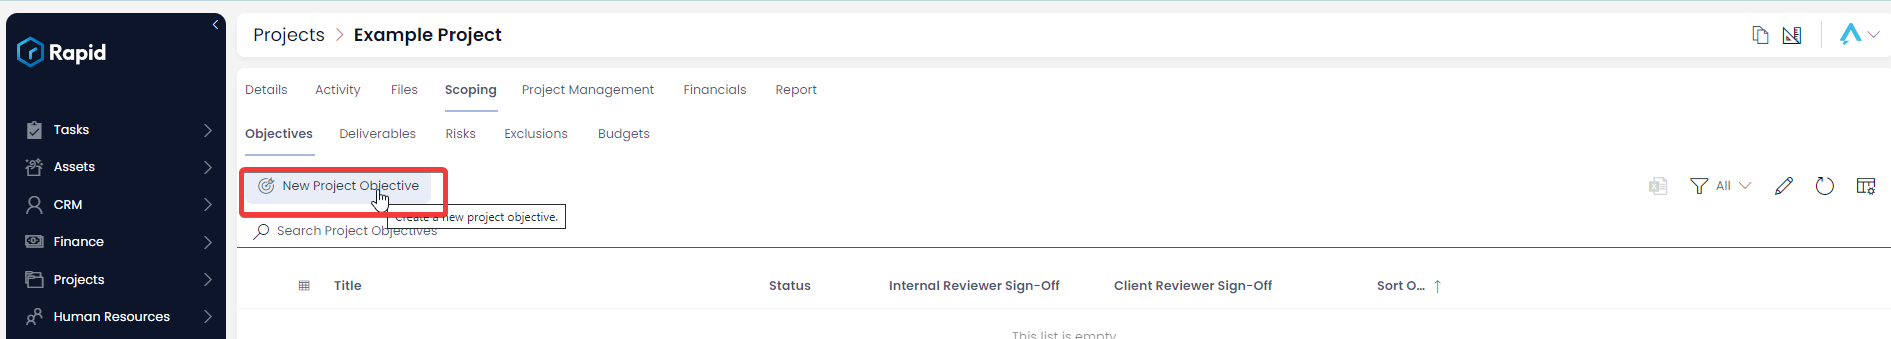 Rapid
Tasks
Assets
CRM
Finance
Projects
Human Resources
Projects > Example Project
Details Activity Files Scoping Project Management Financials Report
Objectives Deliverables Risks Exclusions Budgets
New Project Objective
All
Create a new project objective.
Search Project Objectives
Title Status Internal Reviewer Sign-Off Client Reviewer Sign-Off Sort O... ↑
This list is empty